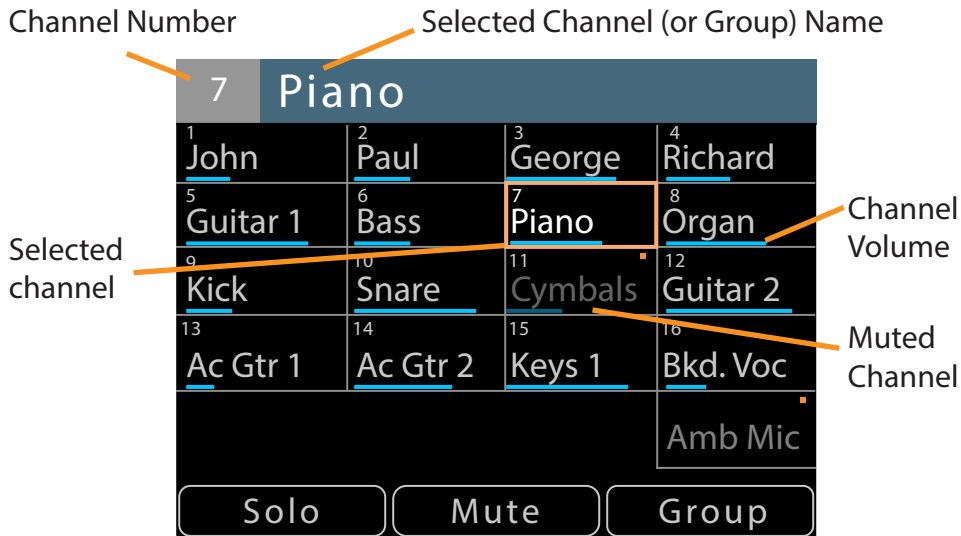 Channel Number
Selected Channel (or Group) Name
7 Piano
1 2 3 4
John Paul George Richard
5 6 7 8
Guitar 1 Bass Piano Organ
Channel
Volume
Selected
channel
9 10 11 12
Kick Snare Cymbals Guitar 2
13 14 15 16
Ac Gtr 1 Ac Gtr 2 Keys 1 Bkd. Voc
Muted
Channel
Amb Mic
Solo Mute Group